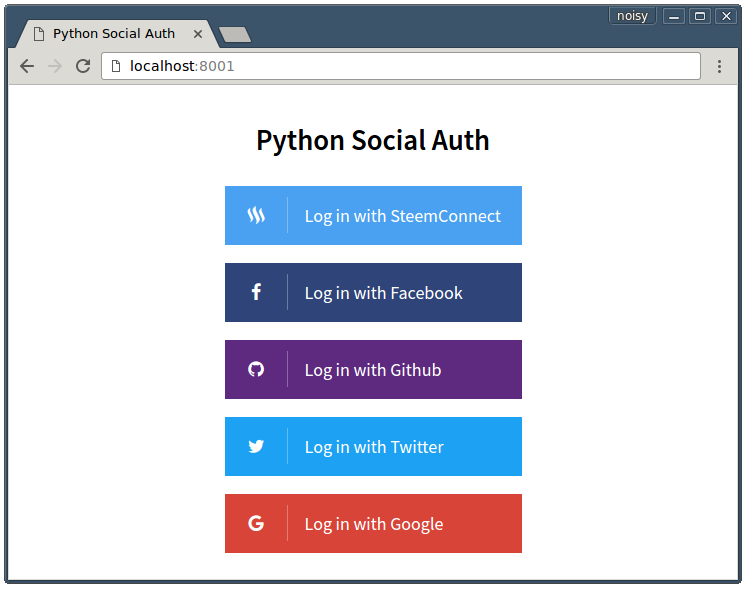 noisy
Python Social Auth
localhost:8001
Python Social Auth
Log in with SteemConnect
Log in with Facebook
Log in with Github
Log in with Twitter
Log in with Google